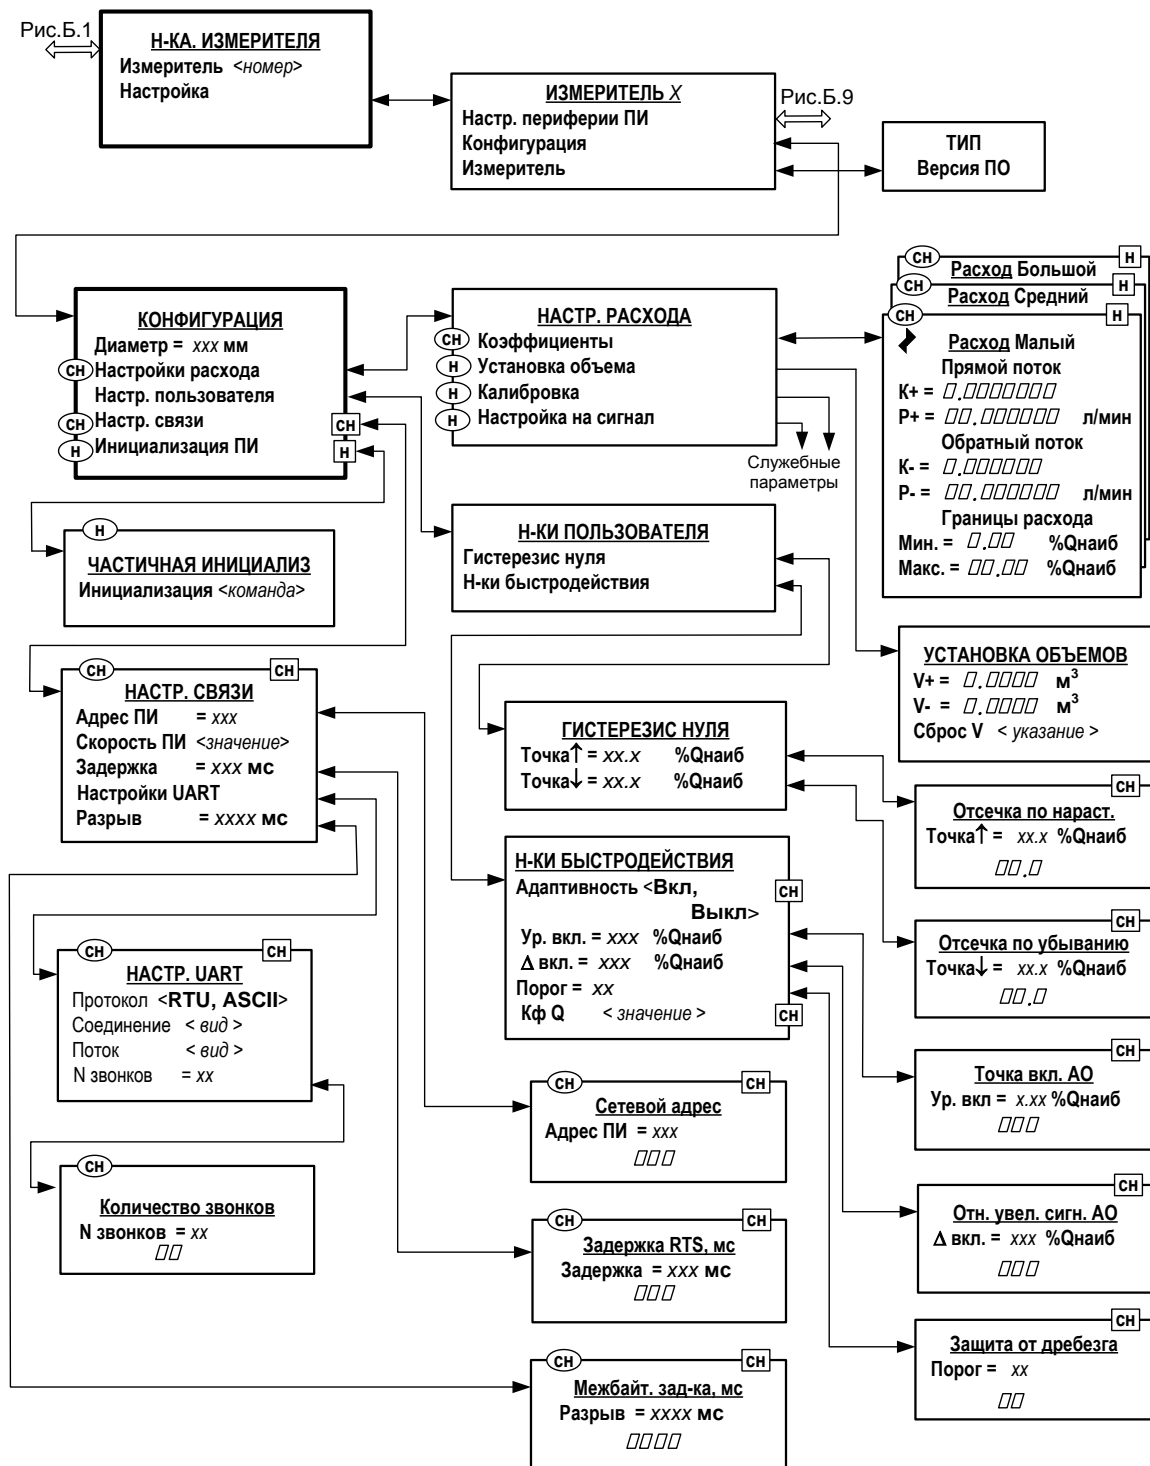 Рис.Б.1
Н-КА. ИЗМЕРИТЕЛЯ
Измеритель <номер>
Настройка
ИЗМЕРИТЕЛЬ X
Настр. периферии ПИ
Конфигурация
Измеритель
Рис.Б.9
ТИП
Версия ПО
КОНФИГУРАЦИЯ
Диаметр = xxx мм
СН Настройки расхода
Настр. пользователя
СН Настр. связи СН
Н Инициализация ПИ Н
НАСТР. РАСХОДА
СН Коэффициенты
Н Установка объема
Н Калибровка
Н Настройка на сигнал
Служебные
параметры
СН Н
Расход Большой
СН Н
Расход Средний
СН Н
Расход Малый
Прямой поток
К+ = 0.0000000
Р+ = 00.000000 л/мин
Обратный поток
К- = 0.000000
Р- = 00.000000 л/мин
Границы расхода
Мин. = 0.00 %Qнаиб
Макс. = 00.00 %Qнаиб
Н
ЧАСТИЧНАЯ ИНИЦИАЛИЗ
Инициализация <команда>
Н-КИ ПОЛЬЗОВАТЕЛЯ
Гистерезис нуля
Н-ки быстродействия
УСТАНОВКА ОБЪЕМОВ
V+ = 0.0000 м³
V- = 0.0000 м³
Сброс V < указание >
СН СН
НАСТР. СВЯЗИ
Адрес ПИ = xxx
Скорость ПИ <значение>
Задержка = xxx мс
Настройки UART
Разрыв = xxxx мс
ГИСТЕРЕЗИС НУЛЯ
Точка↑ = xx.x %Qнаиб
Точка↓ = xx.x %Qнаиб
СН
Отсечка по нараст.
Точка↑ = xx.x %Qнаиб
00.0
Н-КИ БЫСТРОДЕЙСТВИЯ
Адаптивность <Вкл, СН
Выкл>
Ур. вкл. = xxx %Qнаиб
Δ вкл. = xxx %Qнаиб
Порог = xx
Кф Q < значение > СН
СН
Отсечка по убыванию
Точка↓ = xx.x %Qнаиб
00.0
СН СН
НАСТР. UART
Протокол <RTU, ASCII>
Соединение < вид >
Поток < вид >
N звонков = xx
СН
Точка вкл. АО
Ур. вкл = x.xx %Qнаиб
000
СН СН
Сетевой адрес
Адрес ПИ = xxx
000
СН
Количество звонков
N звонков = xx
00
СН
Отн. увел. сигн. АО
Δ вкл. = xxx %Qнаиб
000
СН СН
Задержка RTS, мс
Задержка = xxx мс
000
СН
Защита от дребезга
Порог = xx
00
СН СН
Межбайт. зад-ка, мс
Разрыв = xxxx мс
0000